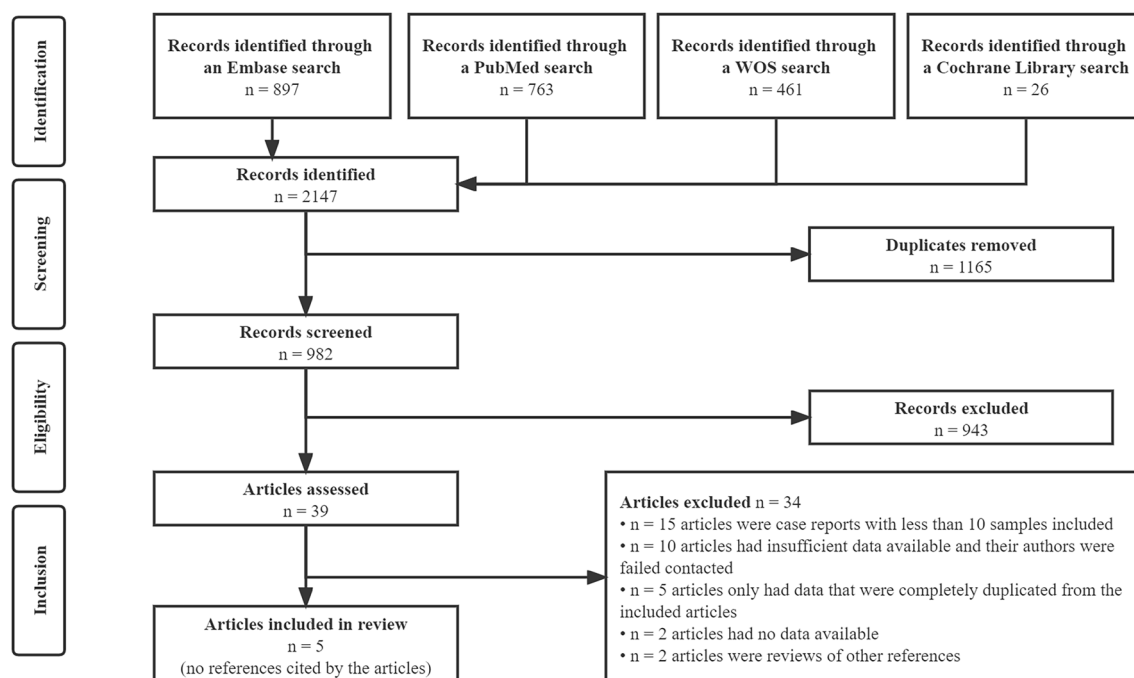 Identification
Records identified through
an Embase search
n = 897
Records identified through
a PubMed search
n = 763
Records identified through
a WOS search
n = 461
Records identified through
a Cochrane Library search
n = 26
Records identified
n = 2147
Screening
Duplicates removed
n = 1165
Records screened
n = 982
Eligibility
Records excluded
n = 943
Articles assessed
n = 39
Inclusion
Articles excluded n = 34
• n = 15 articles were case reports with less than 10 samples included
• n = 10 articles had insufficient data available and their authors were
failed contacted
• n = 5 articles only had data that were completely duplicated from the
included articles
• n = 2 articles had no data available
• n = 2 articles were reviews of other references
Articles included in review
n = 5
(no references cited by the articles)